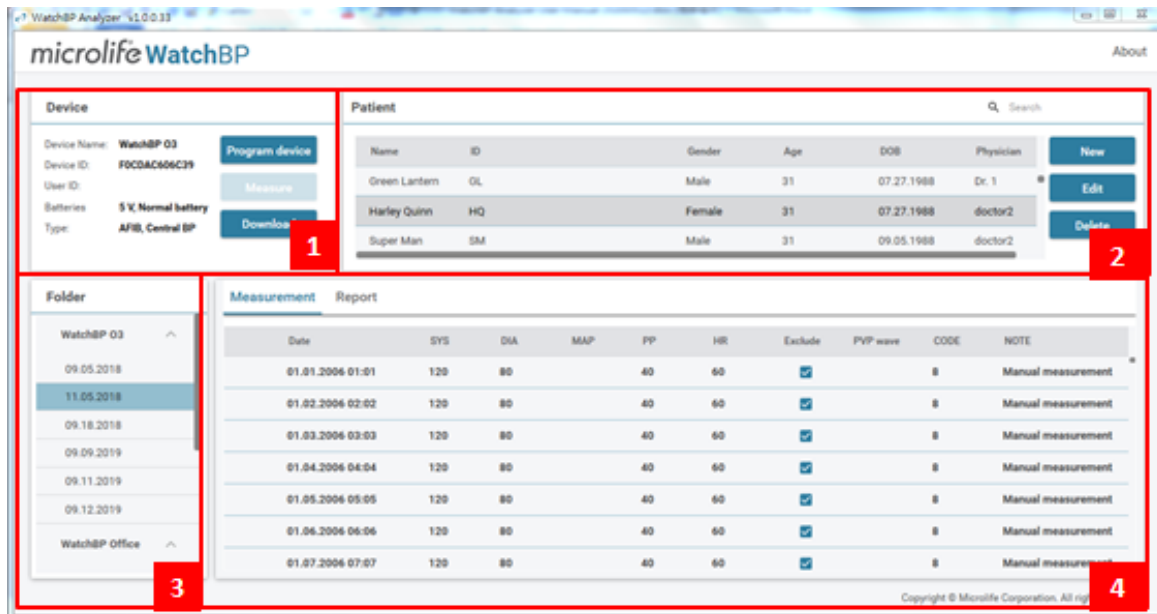 WatchBP Analyzer v1.0.0.33
microlife WatchBP
About
Device
Device Name: WatchBP O3
Device ID: F0CDAC606C39
User ID:
Batteries 5 V, Normal battery
Type: AFIB, Central BP
Program device
Measure
Download
1
Patient
Search
Name ID Gender Age DOB Physician
Green Lantern GL Male 31 07.27.1988 Dr. 1
Harley Quinn HQ Female 31 07.27.1988 doctor2
Super Man SM Male 31 09.05.1988 doctor2
New
Edit
Delete
2
Folder
WatchBP O3
09.05.2018
11.05.2018
09.18.2018
09.09.2019
09.11.2019
09.12.2019
WatchBP Office
3
Measurement Report
Date SYS DIA MAP PP HR Exclude PVP wave CODE NOTE
01.01.2006 01:01 120 80 40 60 8 Manual measurement
01.02.2006 02:02 120 80 40 60 8 Manual measurement
01.03.2006 03:03 120 80 40 60 8 Manual measurement
01.04.2006 04:04 120 80 40 60 8 Manual measurement
01.05.2006 05:05 120 80 40 60 8 Manual measurement
01.06.2006 06:06 120 80 40 60 8 Manual measurement
01.07.2006 07:07 120 80 40 60 8 Manual measurement
4
Copyright © Microlife Corporation. All